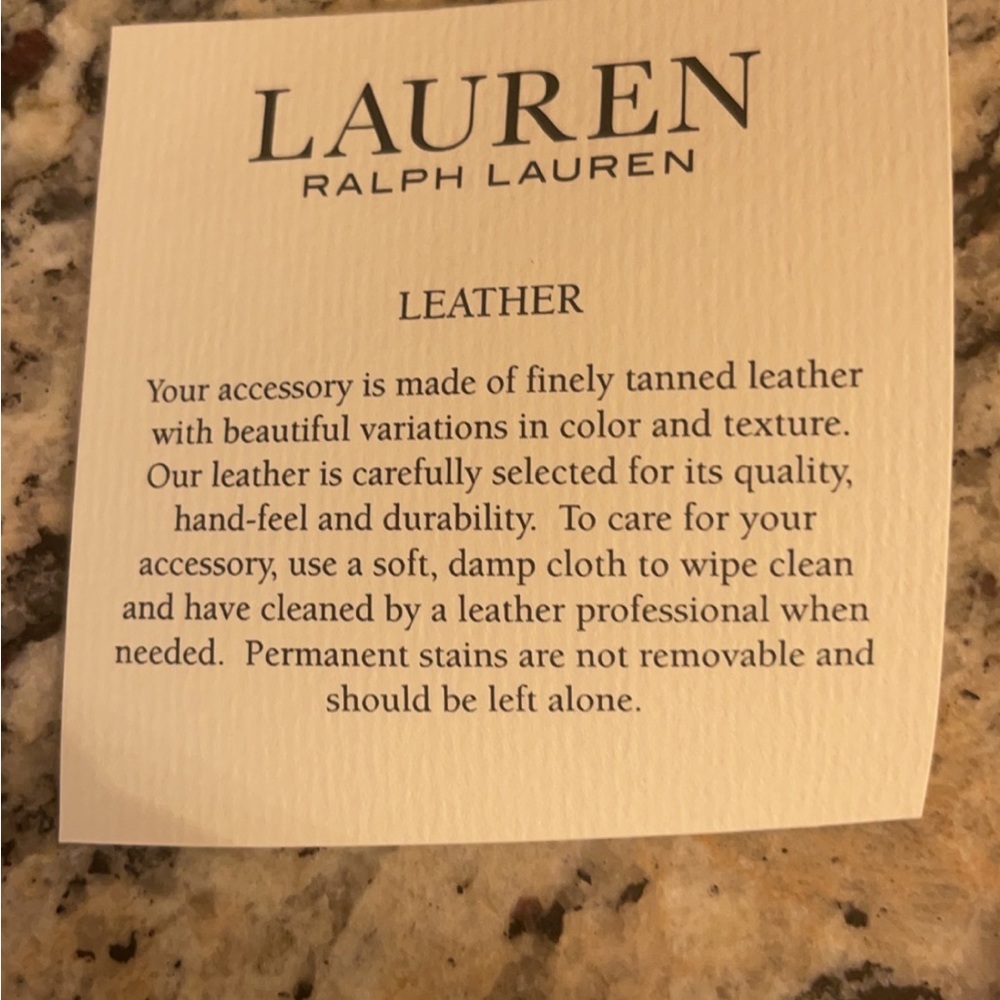 LAUREN
RALPH LAUREN
LEATHER
Your accessory is made of finely tanned leather
with beautiful variations in color and texture.
Our leather is carefully selected for its quality,
hand-feel and durability.  To care for your
accessory, use a soft, damp cloth to wipe clean
and have cleaned by a leather professional when
needed.  Permanent stains are not removable and
should be left alone.